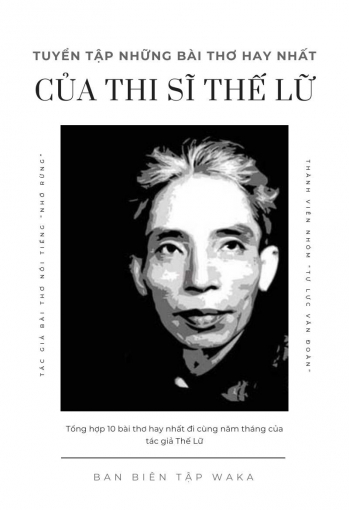 TUYỂN TẬP NHỮNG BÀI THƠ HAY NHẤT
CỦA THI SĨ THẾ LỮ
TÁC GIẢ BÀI THƠ NỔI TIẾNG "NHỚ RỪNG"
THÀNH VIÊN NHÓM "TỰ LỰC VĂN ĐOÀN"
Tổng hợp 10 bài thơ hay nhất đi cùng năm tháng của
tác giả Thế Lữ
BAN BIÊN TẬP WAKA